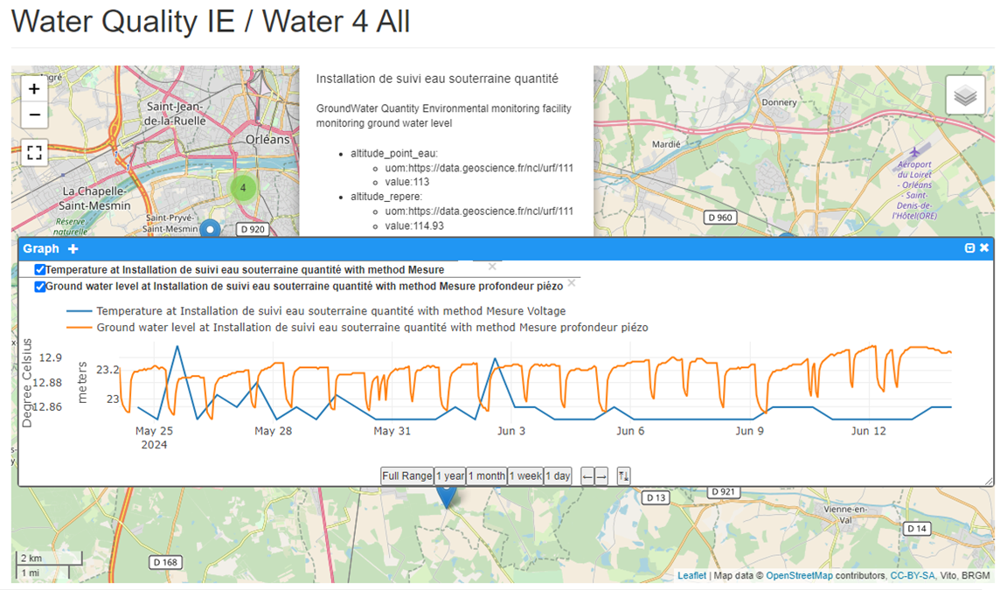 Water Quality IE / Water 4 All
+
−
Saint-Jean-
de-la-Ruelle
Orléans
La Chapelle-
Saint-Mesmin
4
Réserve
naturelle
Saint-Pryvé-
Saint-Mesmin
D 920
Installation de suivi eau souterraine quantité
GroundWater Quantity Environmental monitoring facility
monitoring ground water level
altitude_point_eau:
uom:https://data.geoscience.fr/ncl/urf/111
value:113
altitude_repere:
uom:https://data.geoscience.fr/ncl/urf/111
value:114.93
Donnery
Mardié
Aéroport
du Loiret
- Orléans
Saint-
Denis-de-
l'Hôtel(ORE)
D 960
Graph +
Temperature at Installation de suivi eau souterraine quantité with method Mesure
Ground water level at Installation de suivi eau souterraine quantité with method Mesure profondeur piézo
Temperature at Installation de suivi eau souterraine quantité with method Mesure Voltage
Ground water level at Installation de suivi eau souterraine quantité with method Mesure profondeur piézo
Degree Celsius
12.9
12.88
12.86
meters
23.2
23
May 25
2024
May 28
May 31
Jun 3
Jun 6
Jun 9
Jun 12
Full Range 1 year 1 month 1 week 1 day ← →
D 13
D 921
Vienne-en-
Val
D 14
D 168
2 km
1 mi
Leaflet | Map data © OpenStreetMap contributors, CC-BY-SA, Vito, BRGM